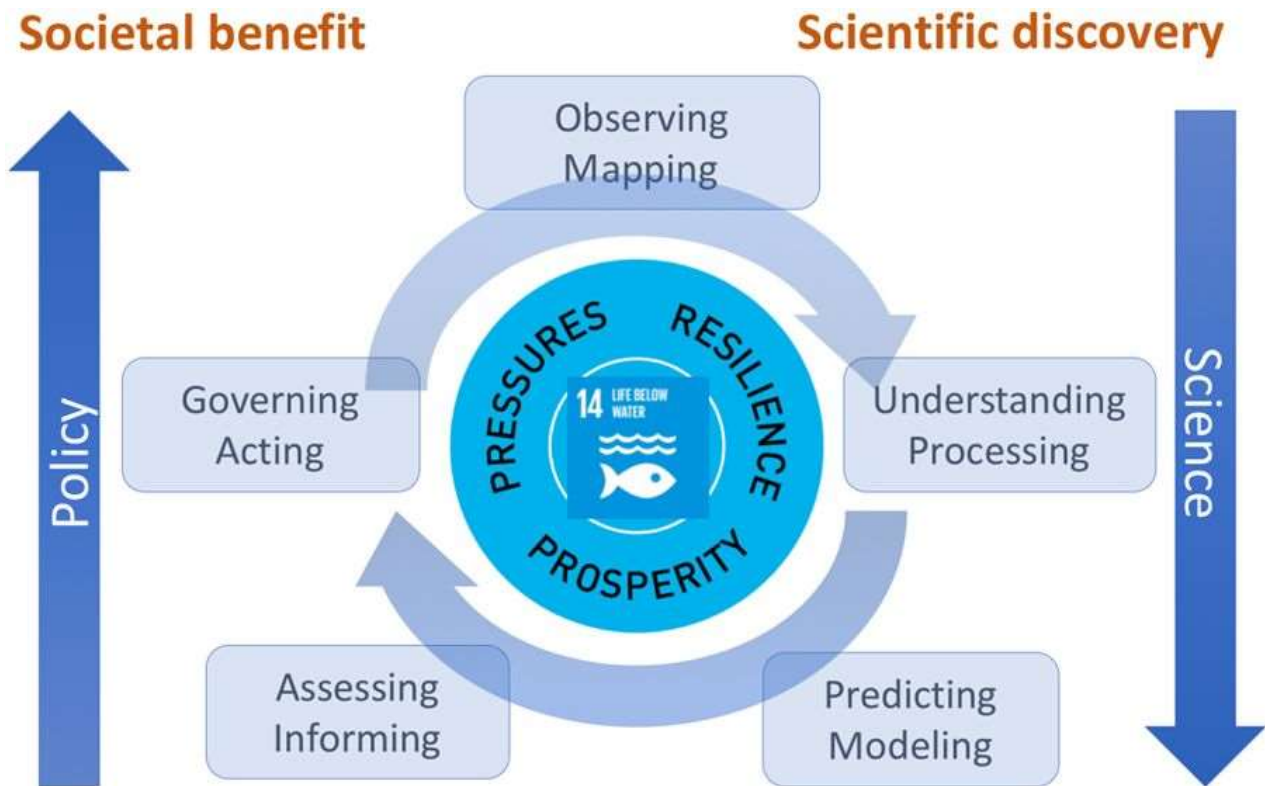 Societal benefit
Scientific discovery
Observing
Mapping
Governing
Acting
Understanding
Processing
Assessing
Informing
Predicting
Modeling
Policy
Science
PRESSURES
RESILIENCE
PROSPERITY
14 LIFE BELOW
WATER